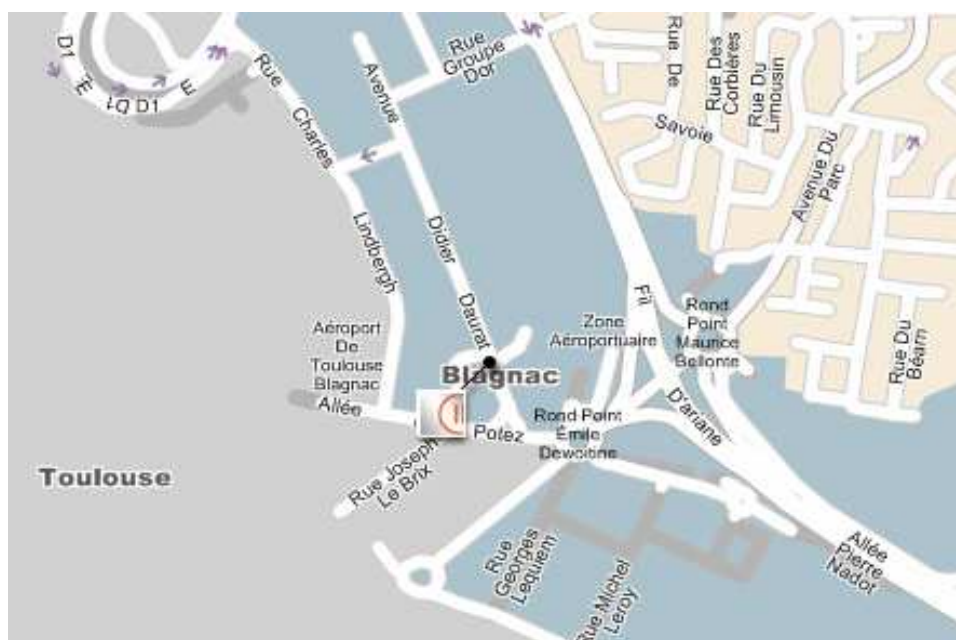 D1
E
D1
D1
E
Rue
Charles
Lindbergh
Avenue
Didier
Daurat
Rue
Groupe
Dor
Rue De
Savoie
Rue Des
Corbières
Rue Du
Limousin
Avenue Du
Parc
Rue Du
Béarn
Fil
D'ariane
Rond
Point
Maurice
Bellonte
Zone
Aéroportuaire
Aéroport
De
Toulouse
Blagnac
Blagnac
Allée
Potez
Rond Point
Émile
Dewoitine
Rue Joseph
Le Brix
Toulouse
Rue
Georges
Lequiem
Rue Michel
Leroy
Allée
Pierre
Nadot